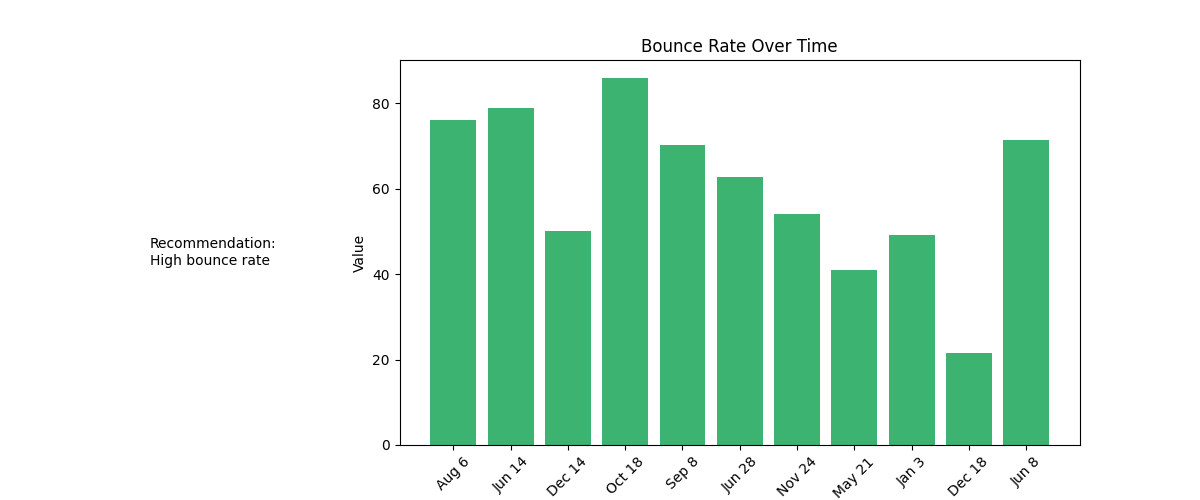 Bounce Rate Over Time
Recommendation:
High bounce rate
Value
80
60
40
20
0
Aug 6
Jun 14
Dec 14
Oct 18
Sep 8
Jun 28
Nov 24
May 21
Jan 3
Dec 18
Jun 8